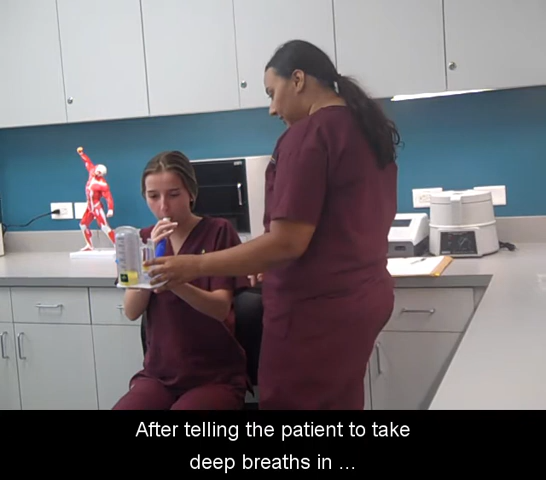 After telling the patient to take
deep breaths in ...